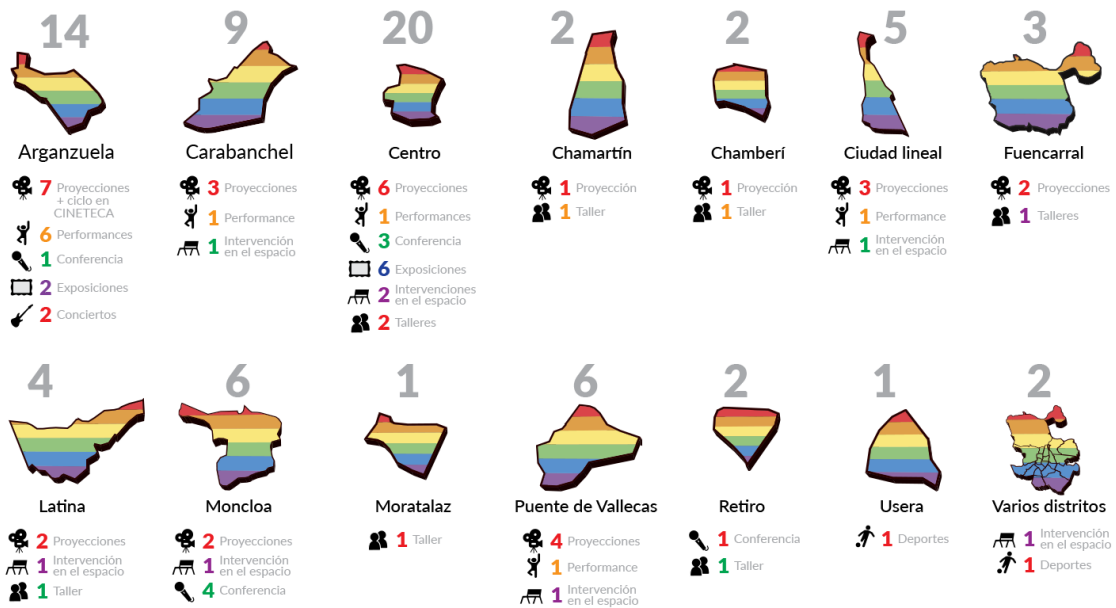 14
Arganzuela
7 Proyecciones
+ ciclo en
CINETECA
6 Performances
1 Conferencia
2 Exposiciones
2 Conciertos
9
Carabanchel
3 Proyecciones
1 Performance
1 Intervención
en el espacio
20
Centro
6 Proyecciones
1 Performances
3 Conferencia
6 Exposiciones
2 Intervenciones
en el espacio
2 Talleres
2
Chamartín
1 Proyección
1 Taller
2
Chamberí
1 Proyección
1 Taller
5
Ciudad lineal
3 Proyecciones
1 Performance
1 Intervención
en el espacio
3
Fuencarral
2 Proyecciones
1 Talleres
4
Latina
2 Proyecciones
1 Intervención
en el espacio
1 Taller
6
Moncloa
2 Proyecciones
1 Intervención
en el espacio
4 Conferencia
1
Moratalaz
1 Taller
6
Puente de Vallecas
4 Proyecciones
1 Performance
1 Intervención
en el espacio
2
Retiro
1 Conferencia
1 Taller
1
Usera
1 Deportes
2
Varios distritos
1 Intervención
en el espacio
1 Deportes